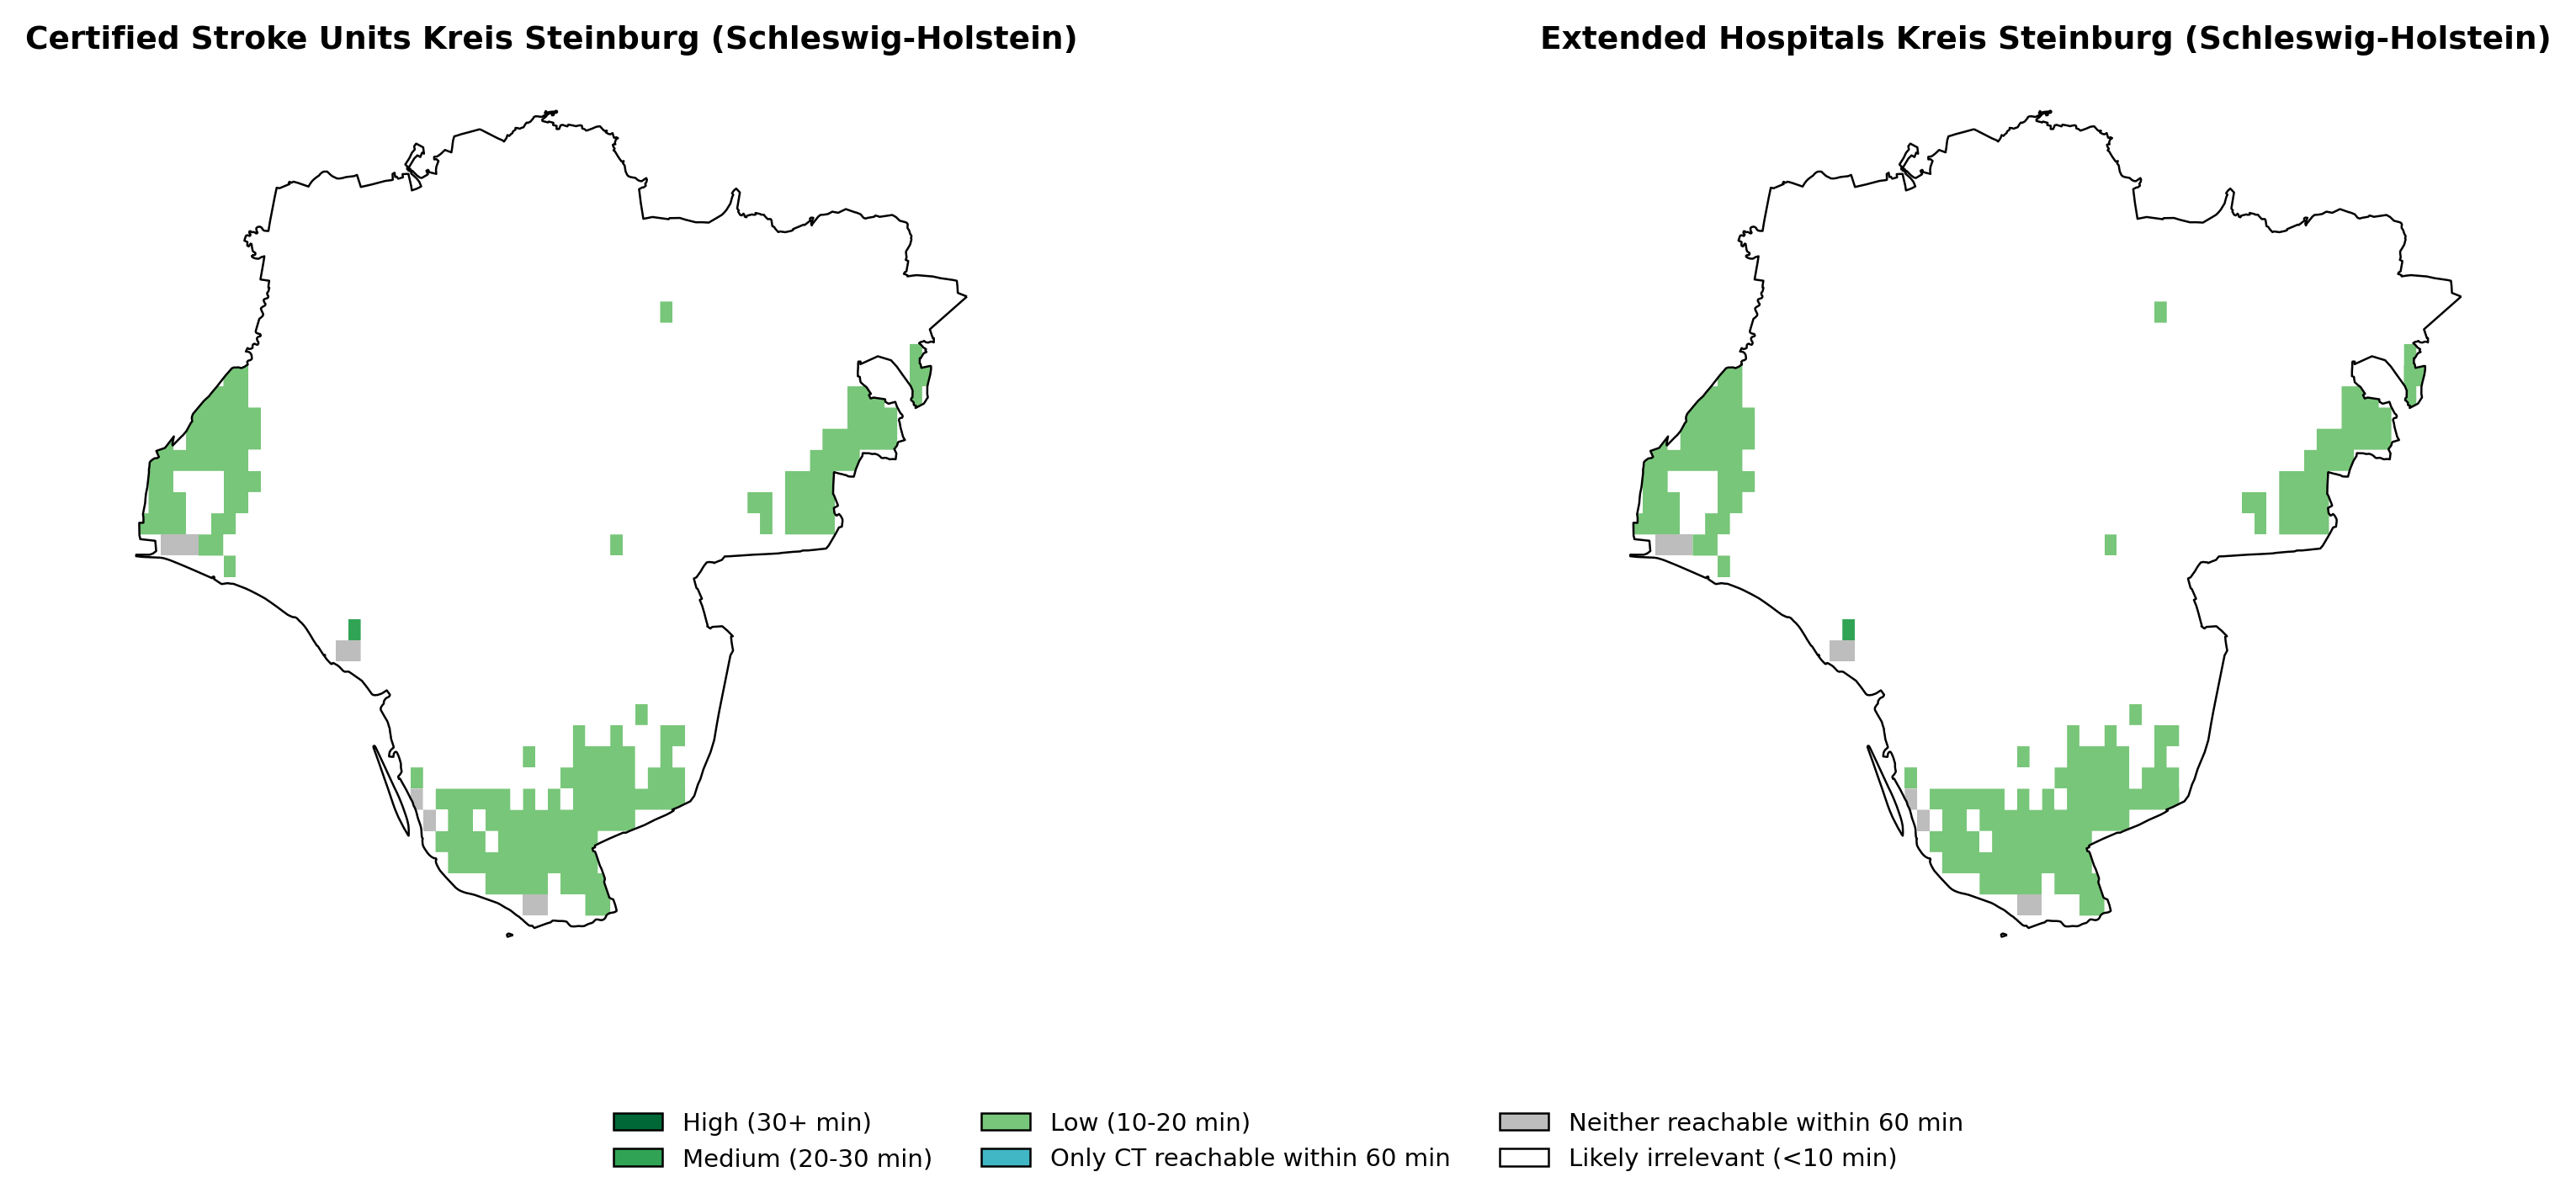 Certified Stroke Units Kreis Steinburg (Schleswig-Holstein)
Extended Hospitals Kreis Steinburg (Schleswig-Holstein)
High (30+ min)
Medium (20-30 min)
Low (10-20 min)
Only CT reachable within 60 min
Neither reachable within 60 min
Likely irrelevant (<10 min)